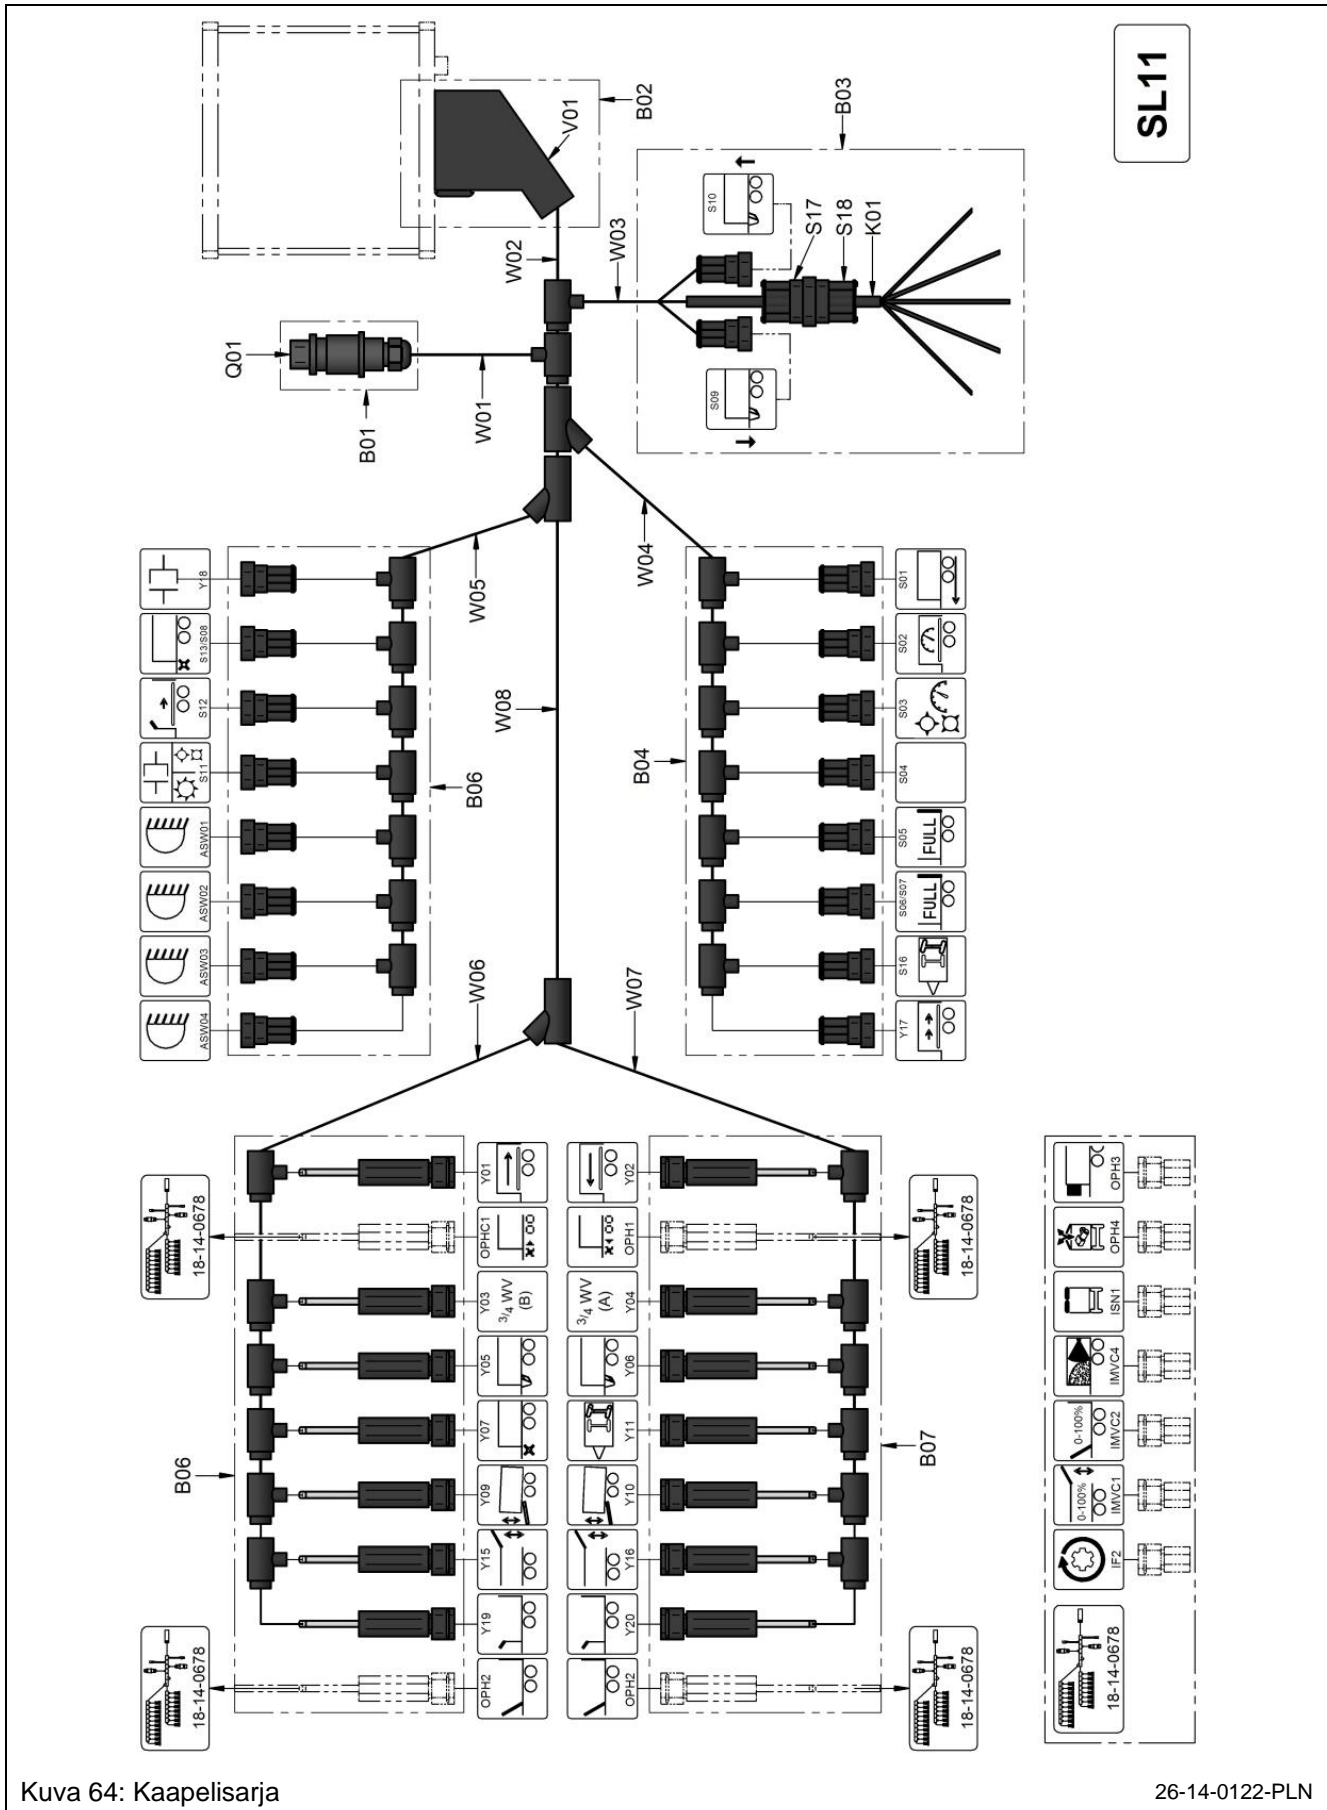 SL11
B02
V01
B03
S10
S17
S18
K01
W03
W02
S09
Q01
B01
W01
W05
W04
W08
Y18
S13/S08
S12
S11
ASW01
ASW02
ASW03
ASW04
B06
B04
S01
S02
S03
S04
FULL
S05
FULL
S06/S07
S16
Y17
W06
W07
18-14-0678
Y01
Y02
18-14-0678
OPHC1
OPH1
3/4 WV
(B)
Y03
3/4 WV
(A)
Y04
Y05
Y06
Y07
Y11
B06
B07
Y09
Y10
Y15
Y16
Y19
Y20
18-14-0678
OPH2
OPH2
18-14-0678
OPH3
OPH4
ISN1
IMVC4
0-100%
IMVC2
0-100%
IMVC1
IF2
18-14-0678
Kuva 64: Kaapelisarja
26-14-0122-PLN